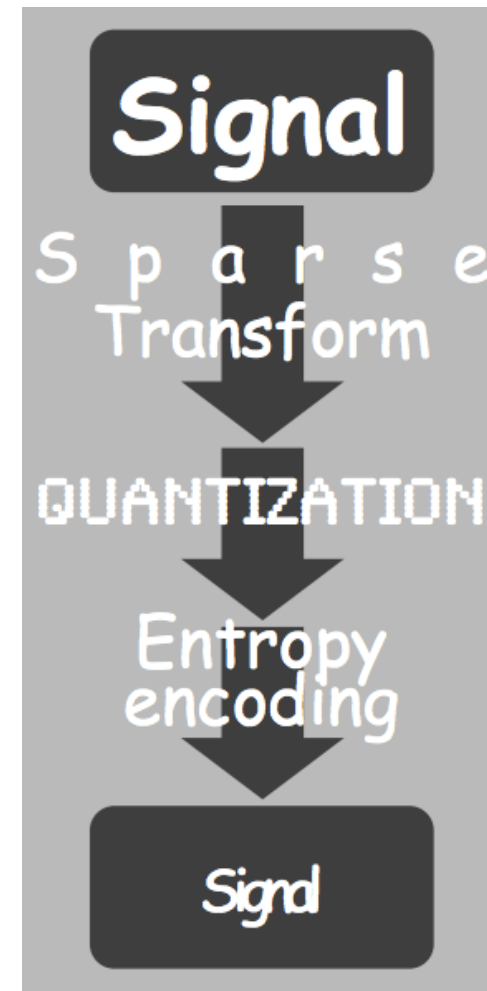 Signal
S p a r s e
Transform
QUANTIZATION
Entropy
encoding
Signal